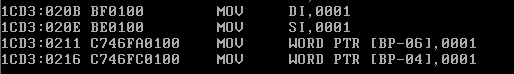 1CD3:020B BF0100 MOV DI,0001
1CD3:020E BE0100 MOV SI,0001
1CD3:0211 C746FA0100 MOV WORD PTR [BP-06],0001
1CD3:0216 C746FC0100 MOV WORD PTR [BP-04],0001